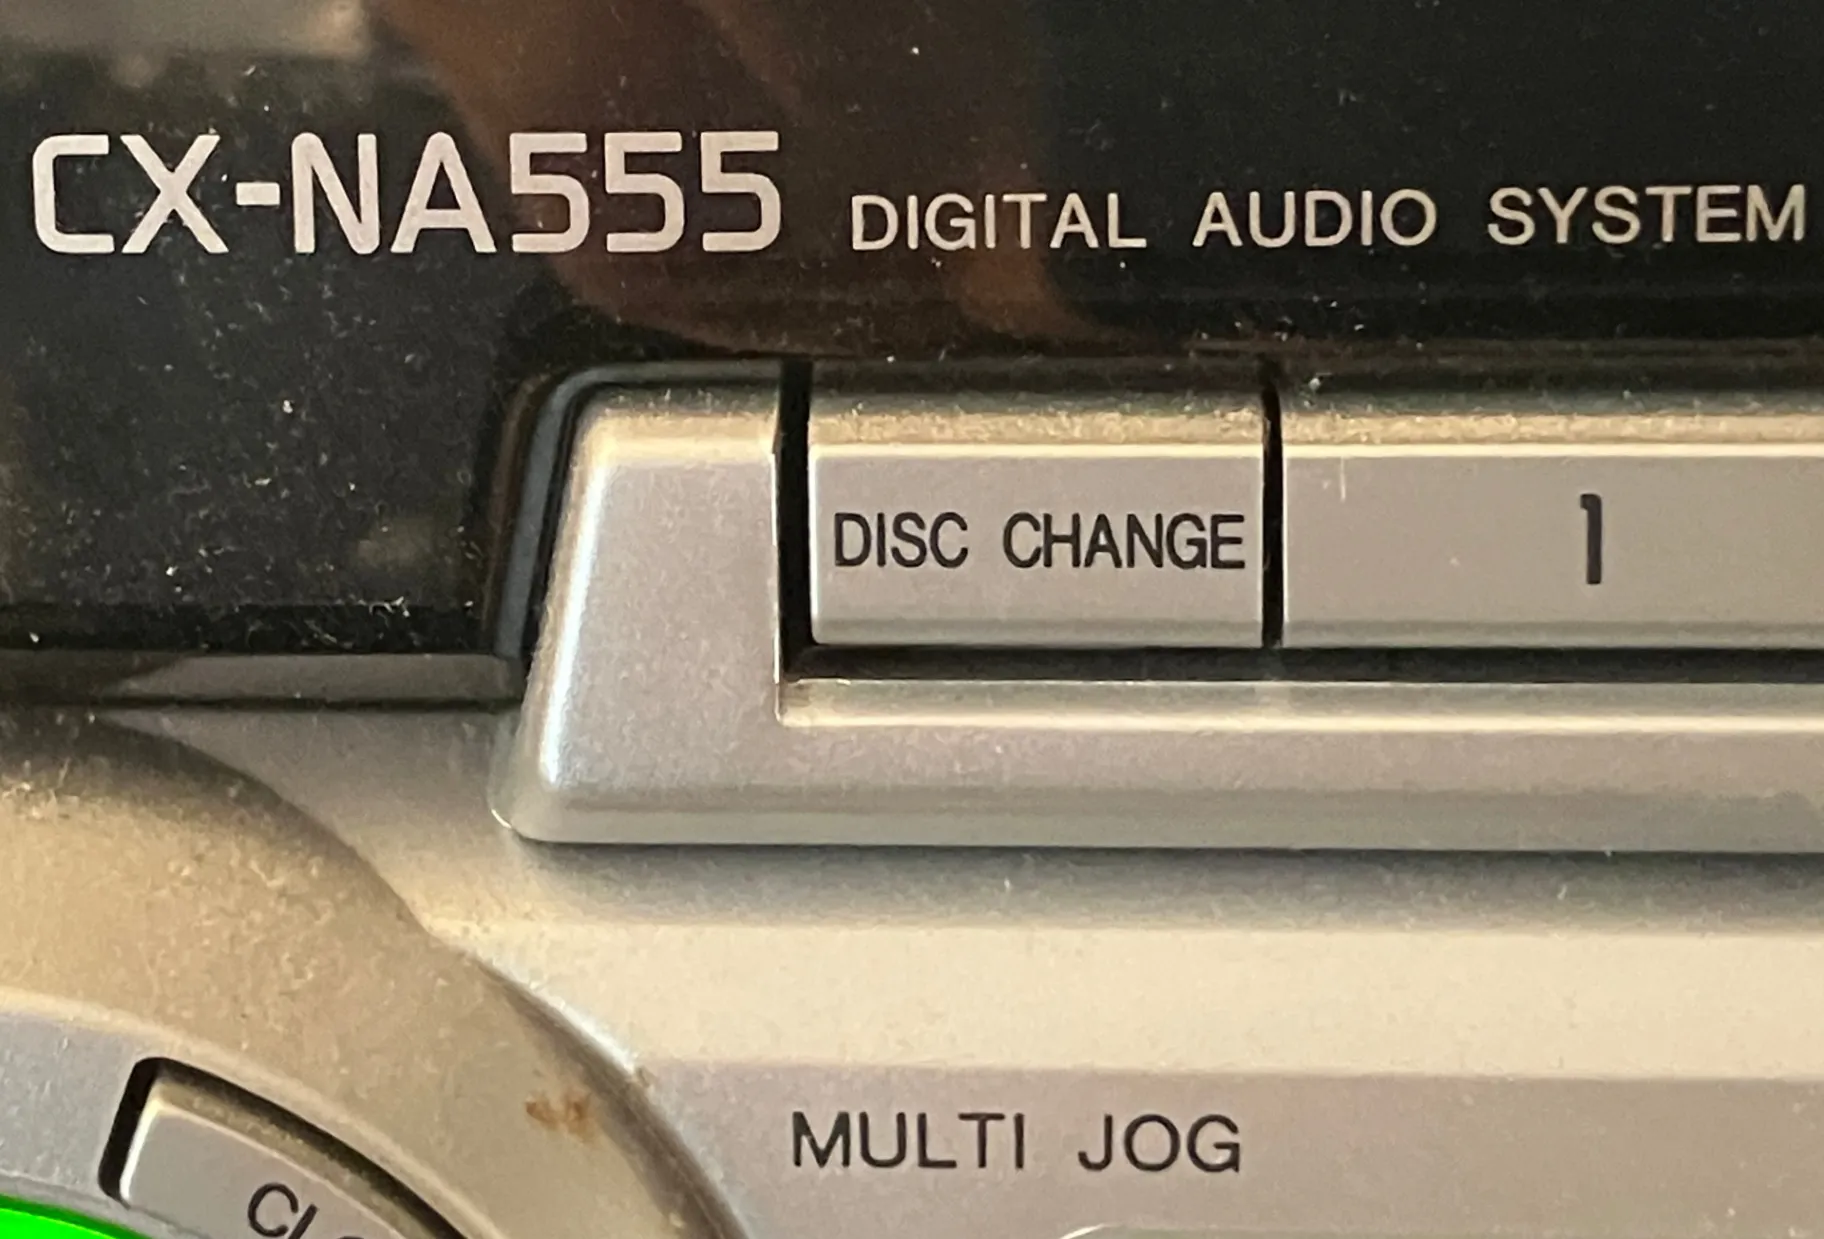 CX-NA555 DIGITAL AUDIO SYSTEM
DISC CHANGE 1
MULTI JOG